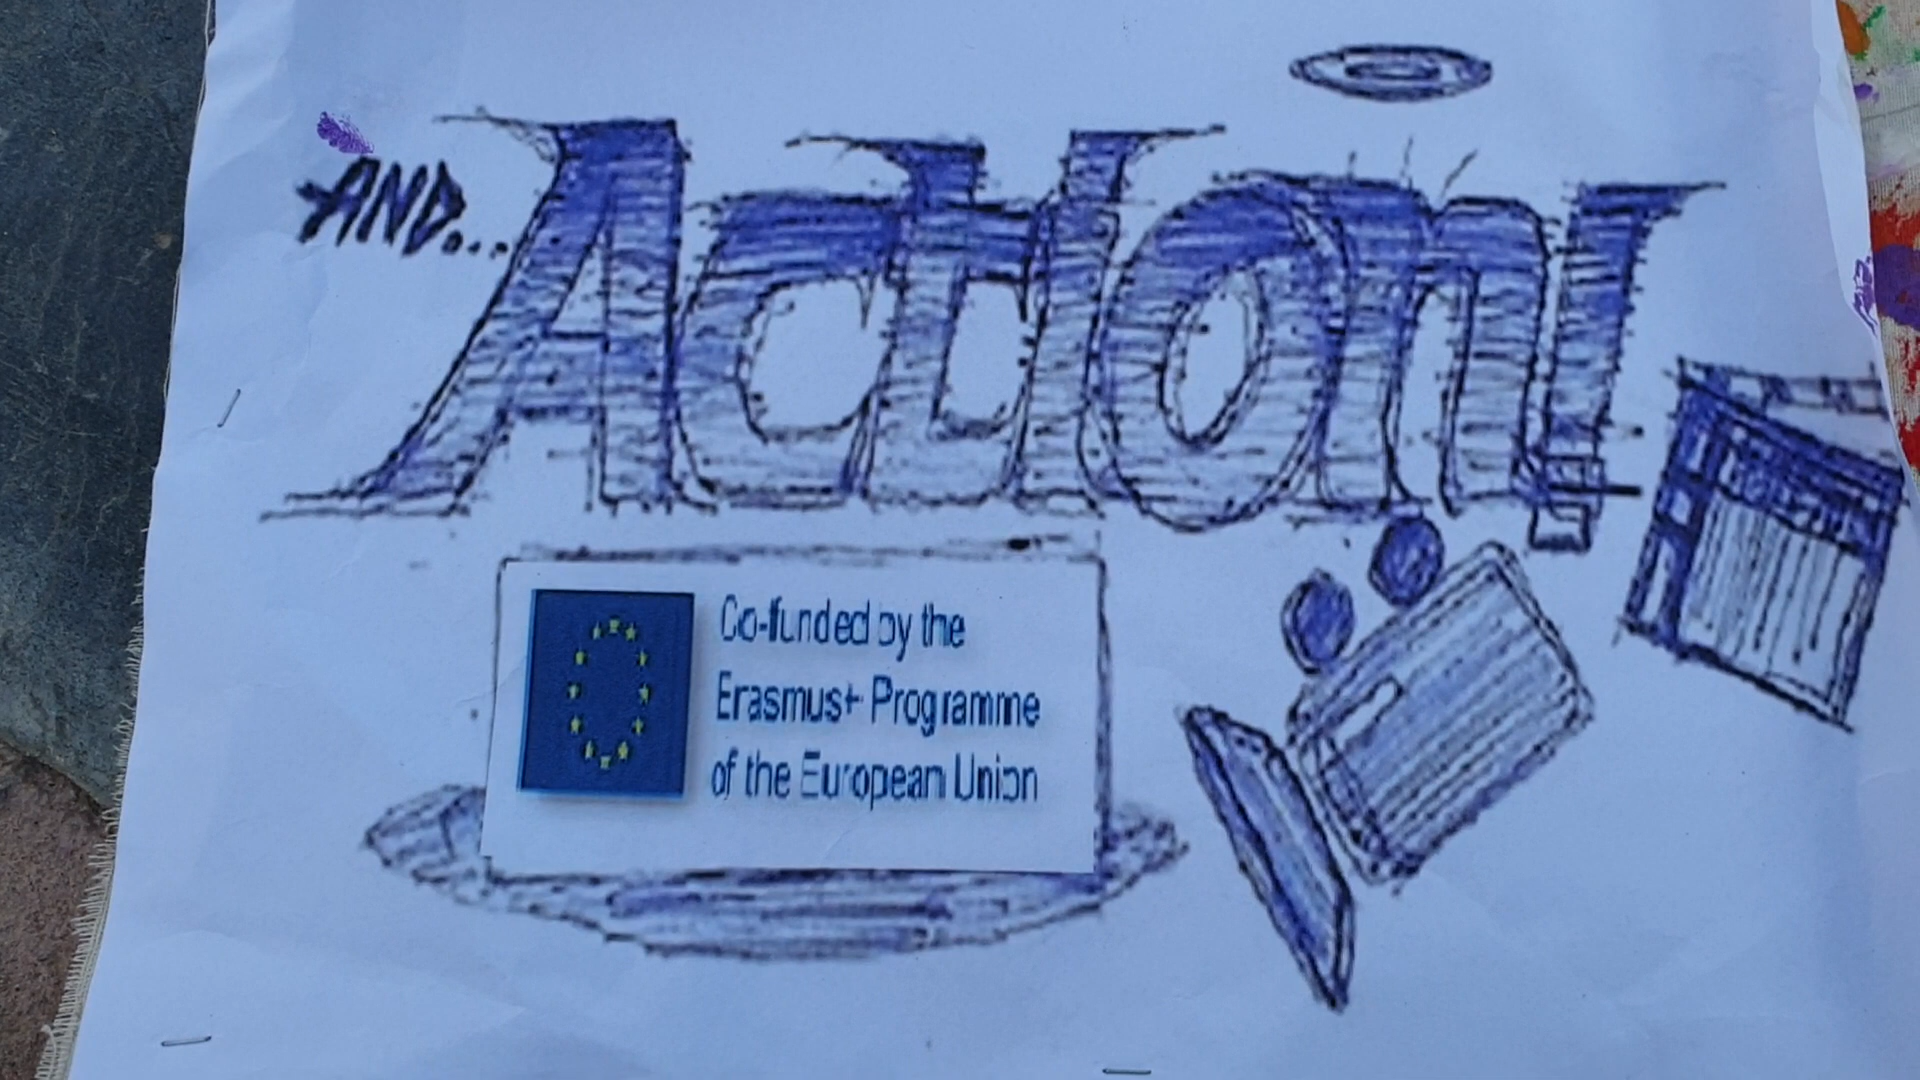 AND...
Action!
Co-funded by the
Erasmus+ Programme
of the European Union